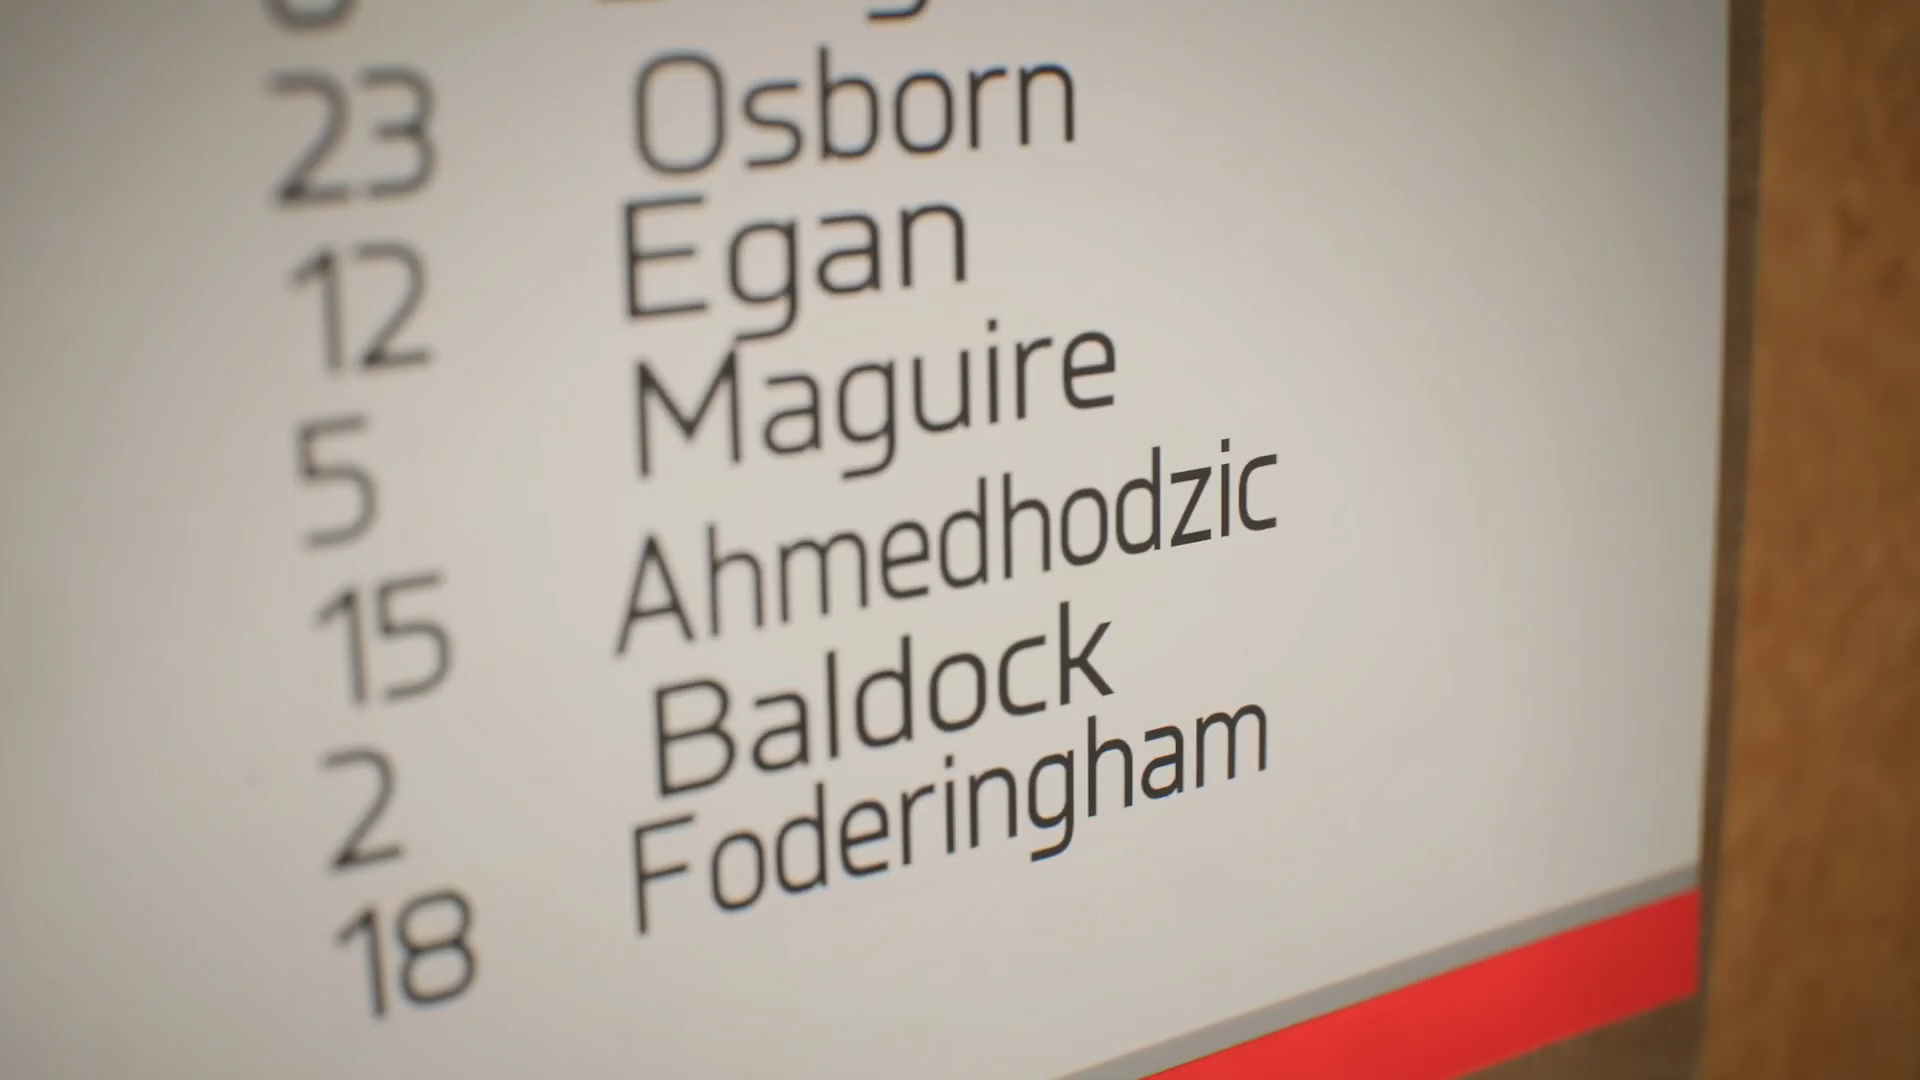 23 Osborn
12 Egan
5 Maguire
15 Ahmedhodzic
2 Baldock
18 Foderingham